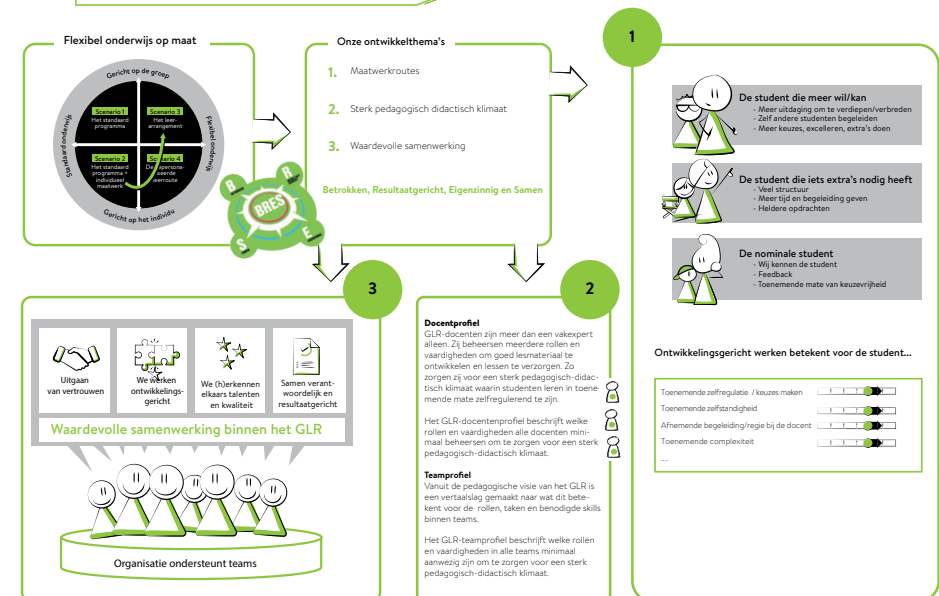 Flexibel onderwijs op maat
Gericht op de groep
Standaard onderwijs
Flexibel onderwijs
Gericht op het individu
Scenario 1
Het standaard
programma
Scenario 3
Het leer-
arrangement
Scenario 2
Het standaard
programma +
individueel
maatwerk
Scenario 4
leerroute
B
R
E
S
BRES
Onze ontwikkelthema's
1. Maatwerkroutes
2. Sterk pedagogisch didactisch klimaat
3. Waardevolle samenwerking
Betrokken, Resultaatgericht, Eigenzinnig en Samen
1
De student die meer wil/kan
- Meer uitdaging om te verdiepen/verbreden
- Zelf andere studenten begeleiden
- Meer keuzes, excelleren, extra's doen
De student die iets extra's nodig heeft
- Veel structuur
- Meer tijd en begeleiding geven
- Heldere opdrachten
De nominale student
- Wij kennen de student
- Feedback
- Toenemende mate van keuzevrijheid
Ontwikkelingsgericht werken betekent voor de student...
Toenemende zelfregulatie / keuzes maken
Toenemende zelfstandigheid
Afnemende begeleiding/regie bij de docent
Toenemende complexiteit
....
2
Docentprofiel
GLR-docenten zijn meer dan een vakexpert
alleen. Zij beheersen meerdere rollen en
vaardigheden om goed lesmateriaal te
ontwikkelen en lessen te verzorgen. Zo
zorgen zij voor een sterk pedagogisch-didac-
tisch klimaat waarin studenten leren in toene-
mende mate zelfregulerend te zijn.
Het GLR-docentenprofiel beschrijft welke
rollen en vaardigheden alle docenten mini-
maal beheersen om te zorgen voor een sterk
pedagogisch-didactisch klimaat.
Teamprofiel
Vanuit de pedagogische visie van het GLR is
een vertaalslag gemaakt naar wat dit bete-
kent voor de rollen, taken en benodigde skills
binnen teams.
Het GLR-teamprofiel beschrijft welke rollen
en vaardigheden in alle teams minimaal
aanwezig zijn om te zorgen voor een sterk
pedagogisch-didactisch klimaat.
3
Uitgaan
van vertrouwen
We werken
ontwikkelings-
gericht
We (h)erkennen
elkaars talenten
en kwaliteit
Samen verant-
woordelijk en
resultaatgericht
Waardevolle samenwerking binnen het GLR
Organisatie ondersteunt teams